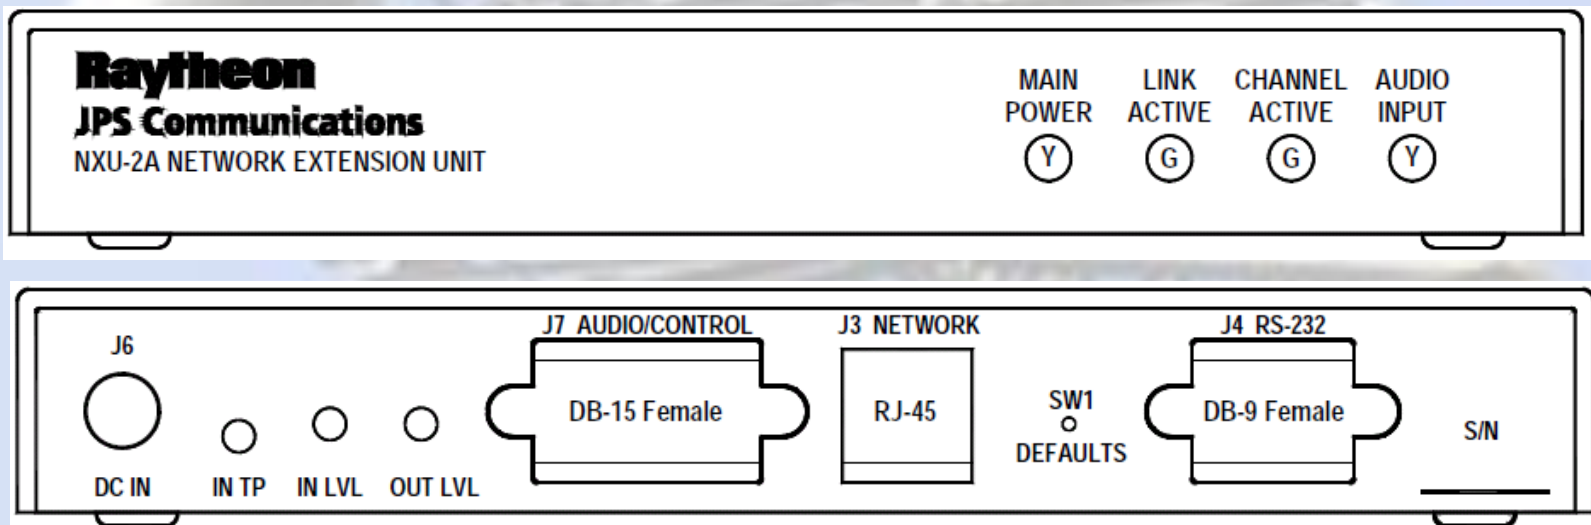 Raytheon
JPS Communications
NXU-2A NETWORK EXTENSION UNIT
MAIN POWER
LINK ACTIVE
CHANNEL ACTIVE
AUDIO INPUT
Y
G
G
Y
J6
J7 AUDIO/CONTROL
J3 NETWORK
J4 RS-232
DB-15 Female
RJ-45
SW1
DEFAULTS
DB-9 Female
S/N
DC IN
IN TP
IN LVL
OUT LVL